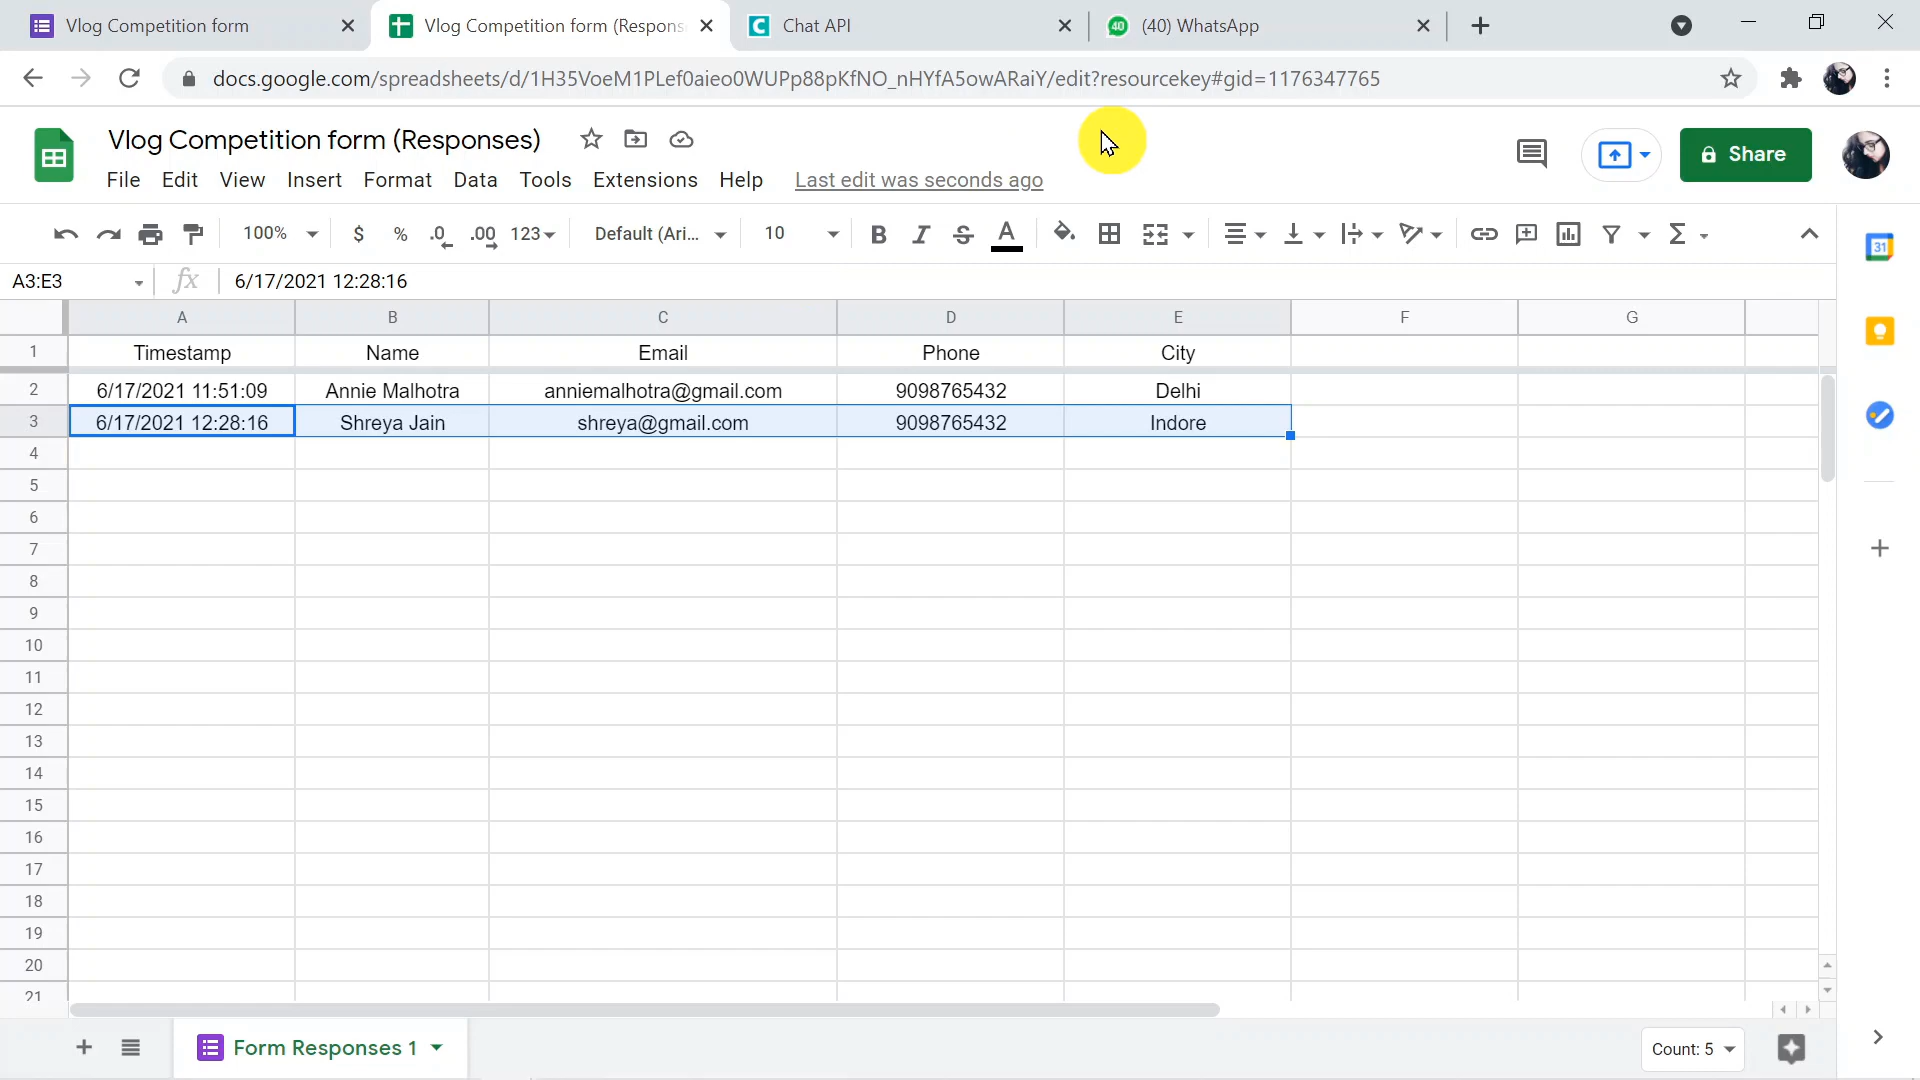 Vlog Competition form
Vlog Competition form (Respons
Chat API
40
(40) WhatsApp
docs.google.com/spreadsheets/d/1H35VoeM1PLef0aieo0WUPp88pKfNO_nHYfA5owARaiY/edit?resourcekey#gid=1176347765
Vlog Competition form (Responses)
File Edit View Insert Format Data Tools Extensions Help Last edit was seconds ago
Share
100% $ % .0 .00 123 Default (Ari... 10 B I S A
31
A3:E3 fx 6/17/2021 12:28:16
A B C D E F G
1 Timestamp Name Email Phone City
2 6/17/2021 11:51:09 Annie Malhotra anniemalhotra@gmail.com 9098765432 Delhi
3 6/17/2021 12:28:16 Shreya Jain shreya@gmail.com 9098765432 Indore
4
5
6
7
8
9
10
11
12
13
14
15
16
17
18
19
20
21
Form Responses 1
Count: 5